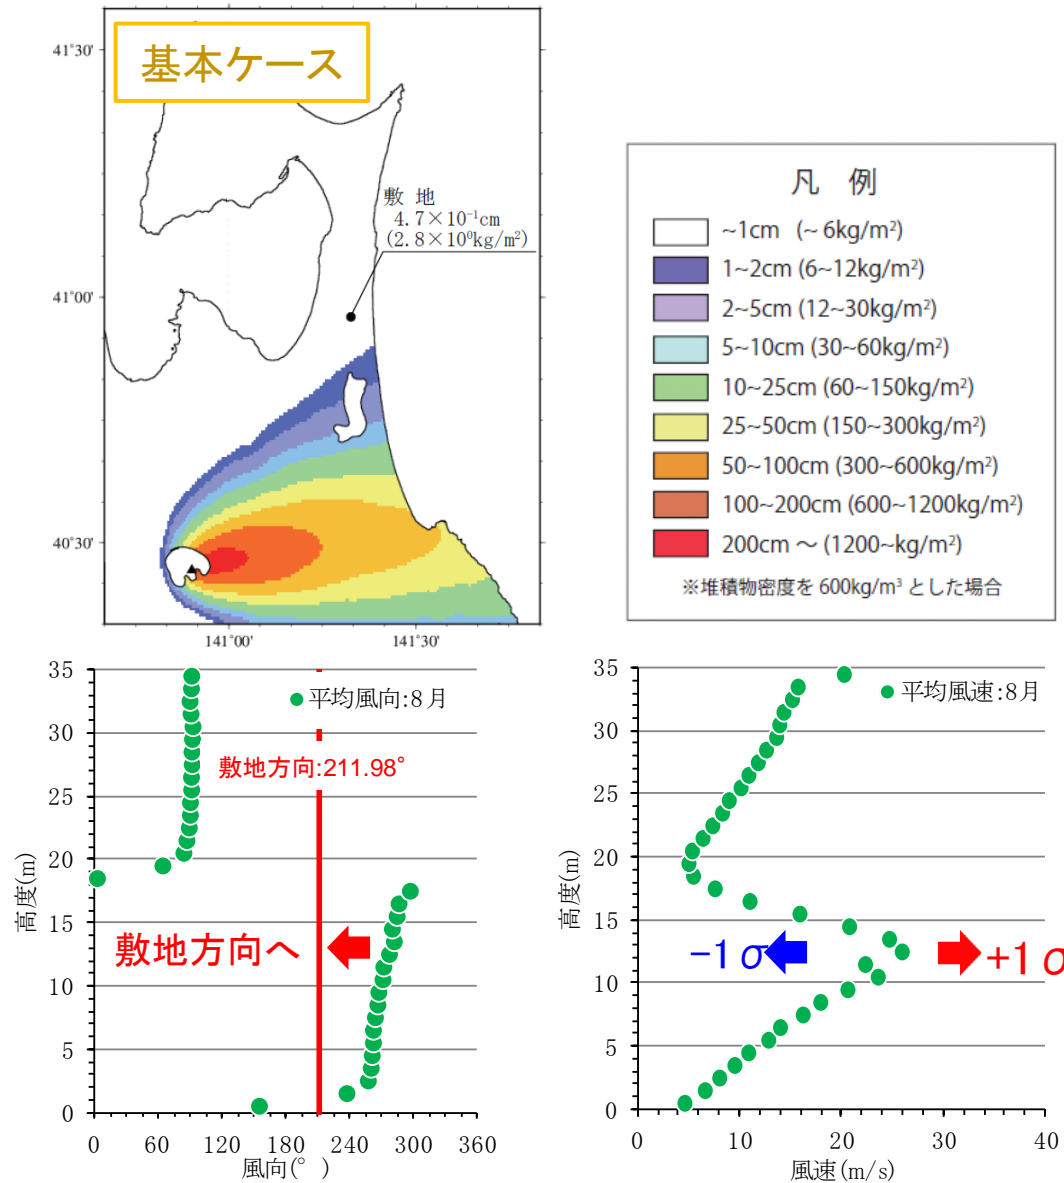 基本ケース
41°30'
41°00'
40°30'
141°00'
141°30'
敷 地
4.7×10⁻¹cm
(2.8×10⁰kg/m²)
凡 例
~1cm (~ 6kg/m²)
1~2cm (6~12kg/m²)
2~5cm (12~30kg/m²)
5~10cm (30~60kg/m²)
10~25cm (60~150kg/m²)
25~50cm (150~300kg/m²)
50~100cm (300~600kg/m²)
100~200cm (600~1200kg/m²)
200cm ～ (1200~kg/m²)
※堆積物密度を 600kg/m³ とした場合
高度(m)
35
30
25
20
15
10
5
0
平均風向:8月
敷地方向:211.98°
敷地方向へ
0 60 120 180 240 300 360
風向(° )
高度(m)
35
30
25
20
15
10
5
0
平均風速:8月
−1σ
+1σ
0 10 20 30 40
風速(m/s)